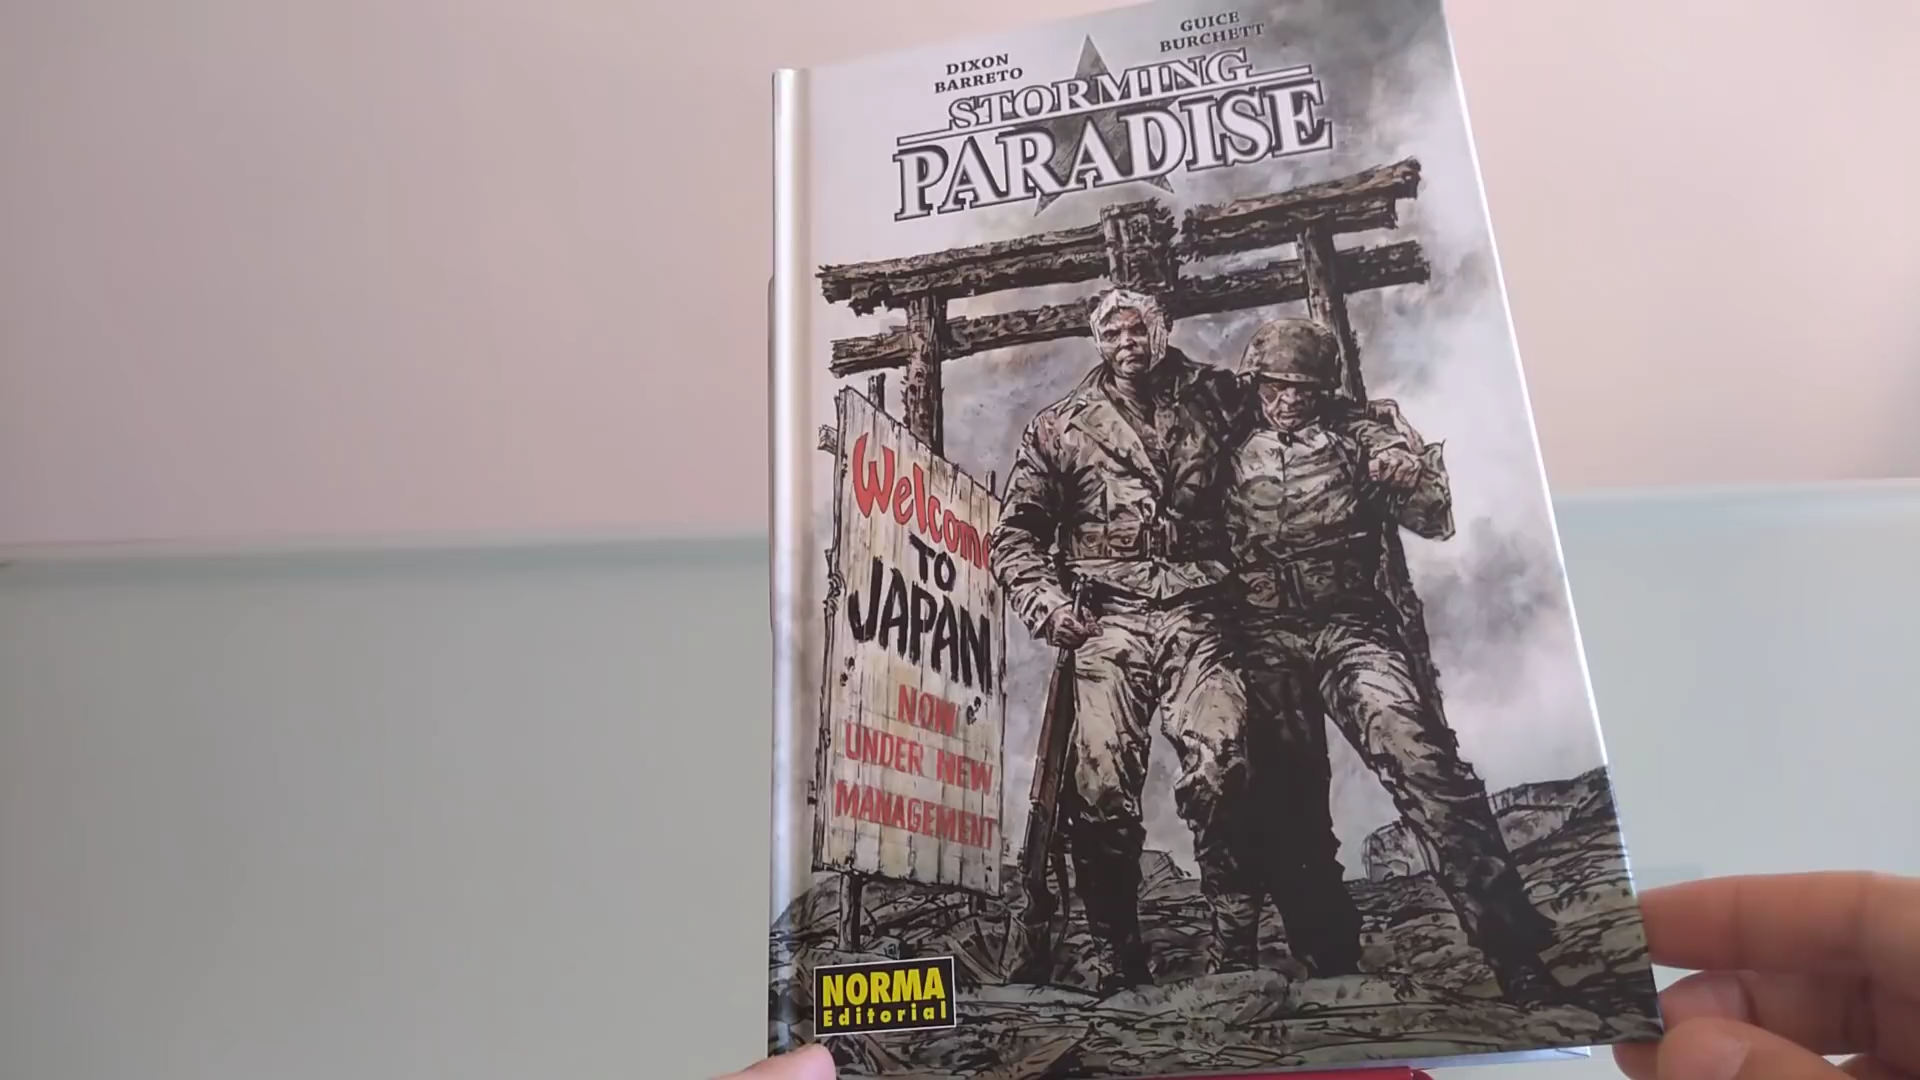 DIXON
BARRETO
GUICE
BURCHETT
STORMING
PARADISE
Welcome
TO
JAPAN
NOW
UNDER NEW
MANAGEMENT
NORMA
Editorial